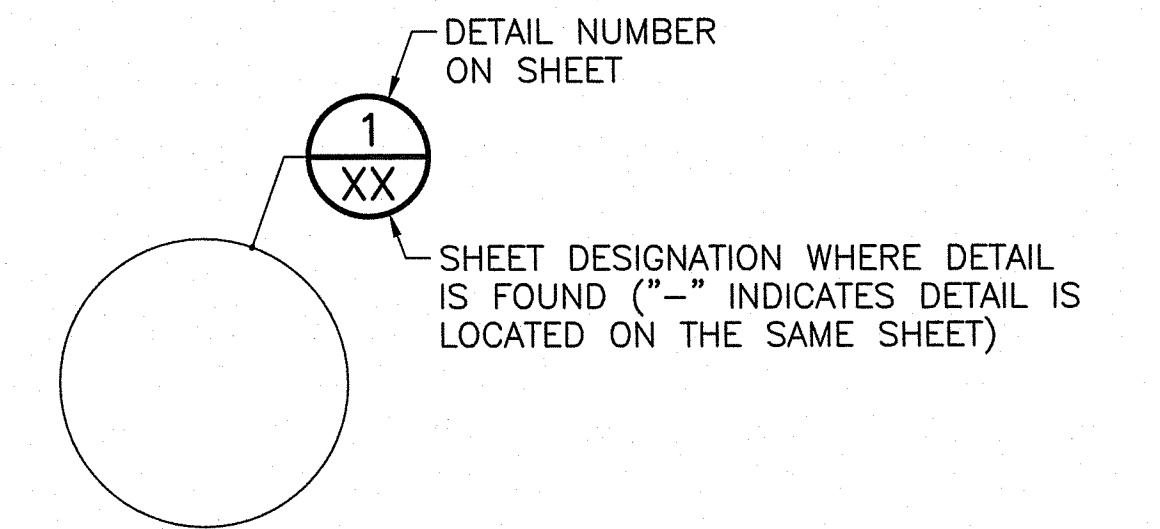 DETAIL NUMBER
ON SHEET
1
XX
SHEET DESIGNATION WHERE DETAIL
IS FOUND ("–" INDICATES DETAIL IS
LOCATED ON THE SAME SHEET)